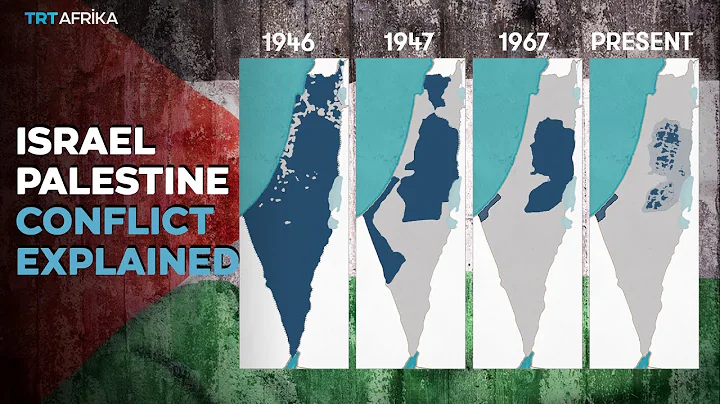 TRT AFRİKA
1946
1947
1967
PRESENT
ISRAEL
PALESTINE
CONFLICT
EXPLAINED